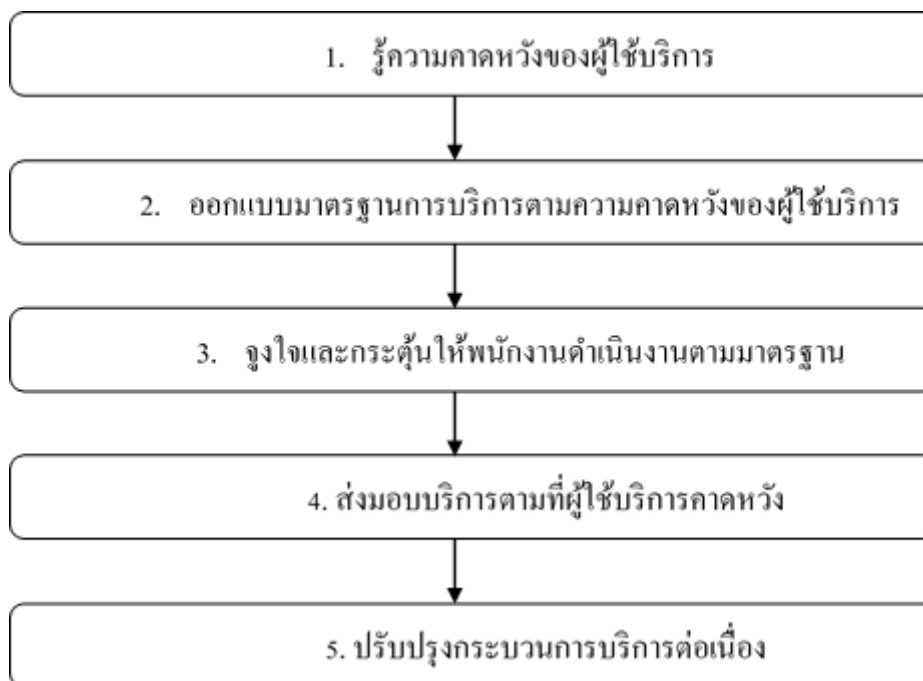 1. รู้ความคาดหวังของผู้ใช้บริการ
2. ออกแบบมาตรฐานการบริการตามความคาดหวังของผู้ใช้บริการ
3. จูงใจและกระตุ้นให้พนักงานดำเนินงานตามมาตรฐาน
4. ส่งมอบบริการตามที่ผู้ใช้บริการคาดหวัง
5. ปรับปรุงกระบวนการบริการต่อเนื่อง